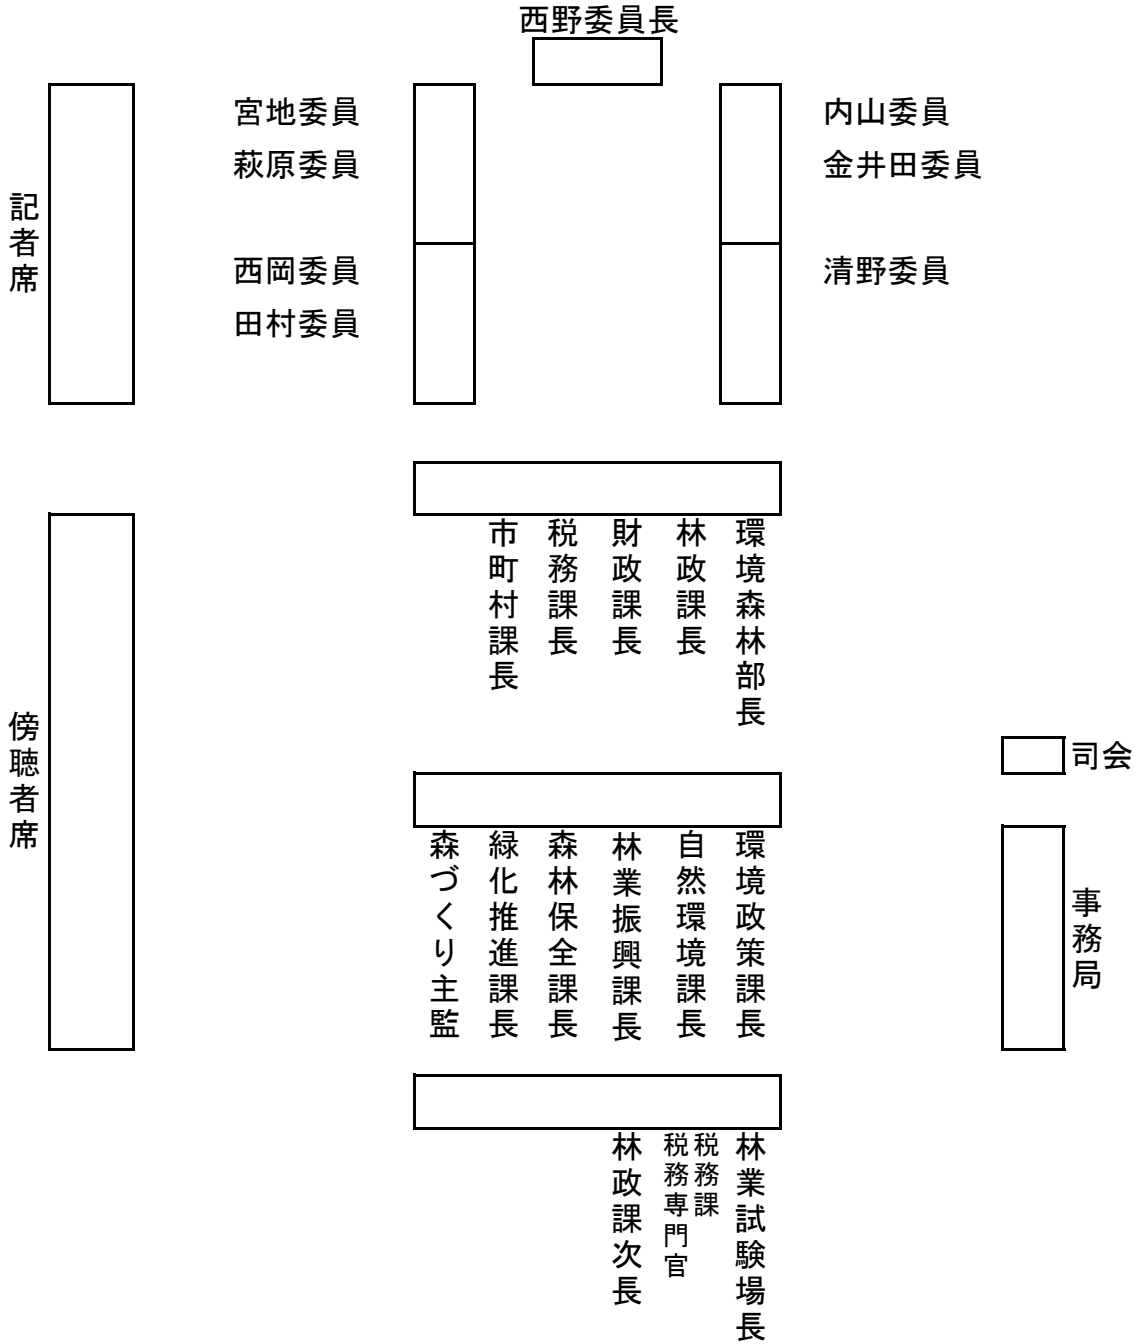 西野委員長
宮地委員
内山委員
萩原委員
金井田委員
西岡委員
清野委員
田村委員
記者席
環境森林部長
林政課長
財政課長
税務課長
市町村課長
傍聴者席
司会
環境政策課長
自然環境課長
林業振興課長
森林保全課長
緑化推進課長
森づくり主監
事務局
林業試験場長
税務課
税務専門官
林政課次長